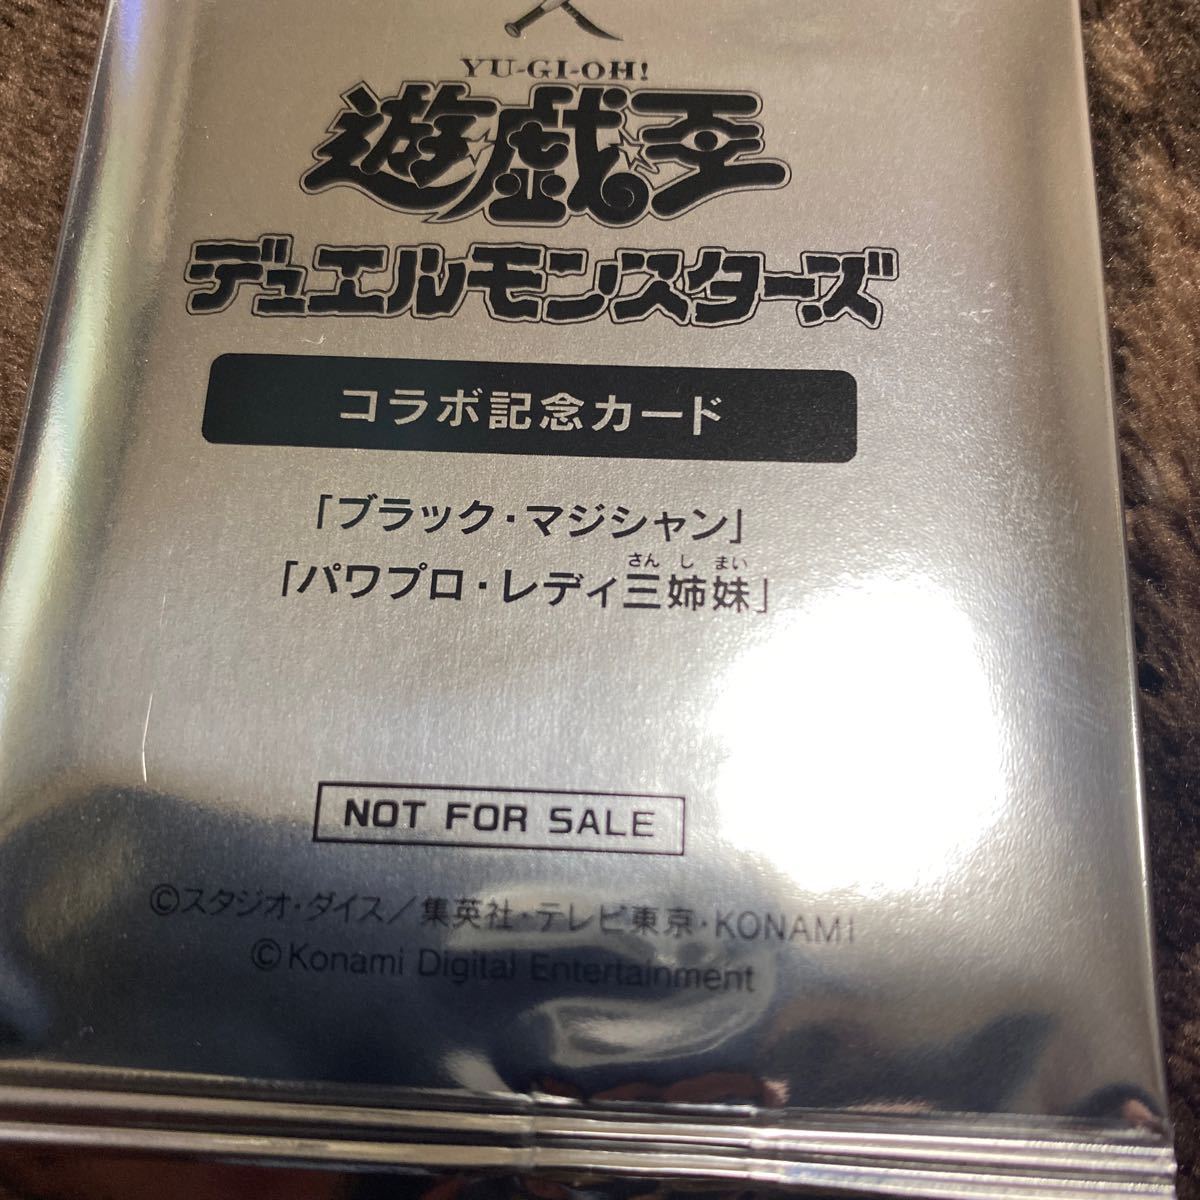 YU-GI-OH!
遊戯王
デュエルモンスターズ
コラボ記念カード
「ブラック・マジシャン」
「パワプロ・レディ三姉妹」
さんしまい
NOT FOR SALE
©スタジオ・ダイス/集英社・テレビ東京・KONAMI
©Konami Digital Entertainment